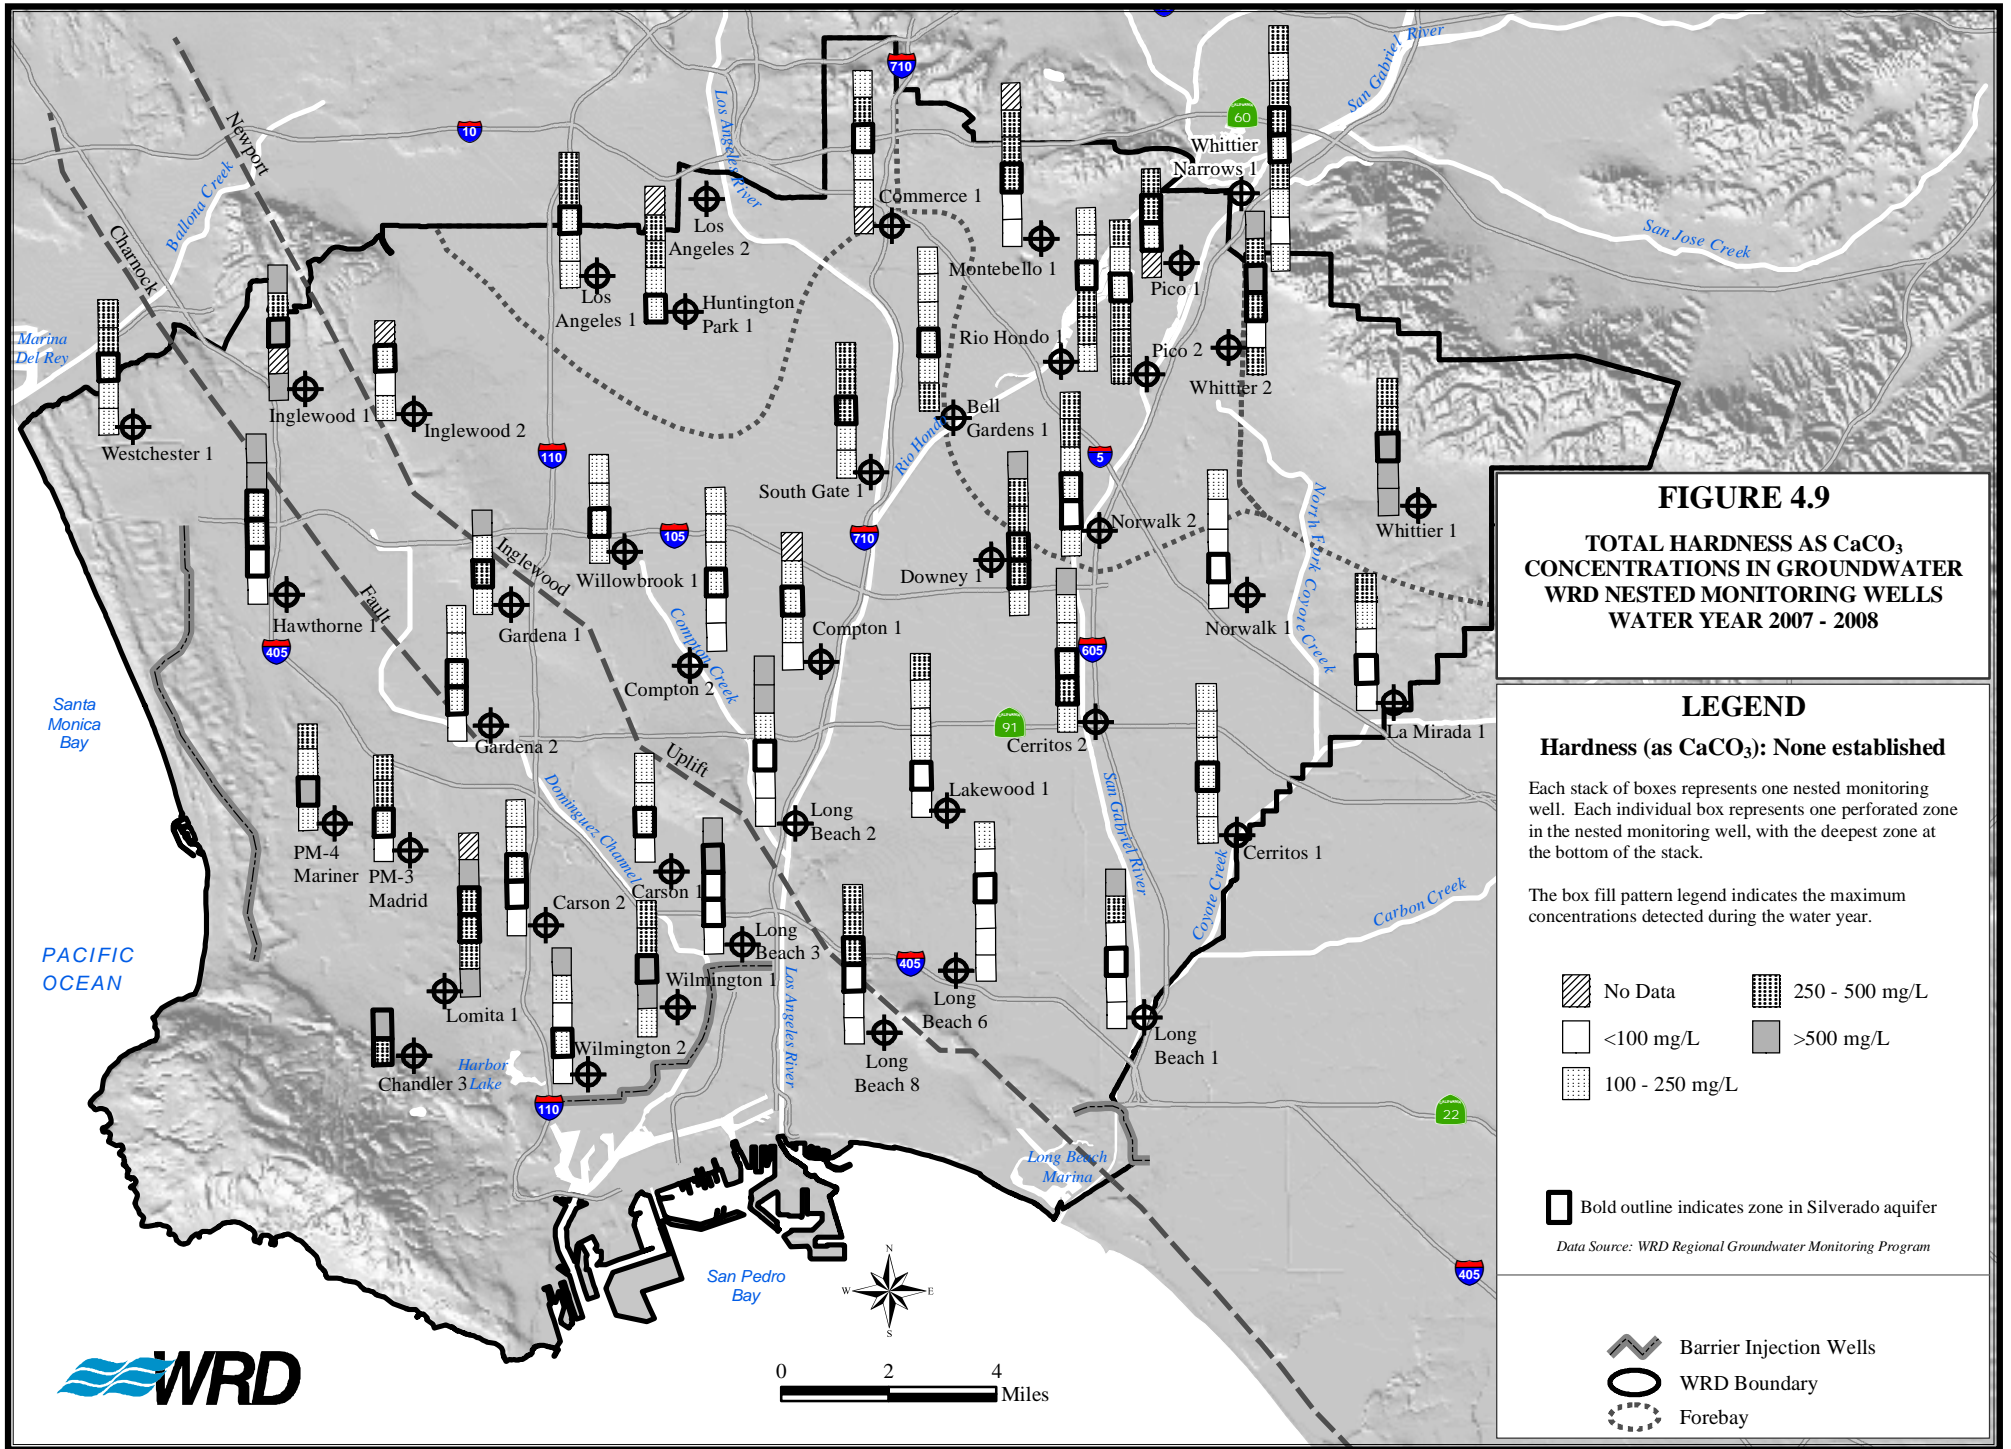 710
10
60
Los Angeles River
San Gabriel River
Newport
Ballona Creek
Charnock
Whittier
Narrows 1
Commerce 1
Los
Angeles 2
San Jose Creek
Montebello 1
Pico 1
Los
Angeles 1
Huntington
Park 1
Marina
Del Rey
Rio Hondo 1
Pico 2
Whittier 2
Inglewood 1
Inglewood 2
Bell
Gardens 1
Rio Hondo
Westchester 1
110
5
South Gate 1
Whittier 1
North Fork Coyote Creek
Norwalk 2
105
710
Inglewood
Willowbrook 1
Downey 1
Fault
Hawthorne 1
Gardena 1
Compton 1
Norwalk 1
405
605
Compton Creek
Compton 2
Santa
Monica
Bay
Gardena 2
91
Cerritos 2
La Mirada 1
Uplift
Dominguez Channel
Lakewood 1
San Gabriel River
Long
Beach 2
PM-4
Mariner
PM-3
Madrid
Carson 1
Cerritos 1
Coyote Creek
Carbon Creek
Carson 2
Long
Beach 3
PACIFIC
OCEAN
405
Wilmington 1
Los Angeles River
Long
Beach 6
Lomita 1
Wilmington 2
Long
Beach 1
Long
Beach 8
Chandler 3
Harbor
Lake
110
22
Long Beach
Marina
San Pedro
Bay
405
N
W
E
S
WRD
0 2 4
Miles
FIGURE 4.9
TOTAL HARDNESS AS CaCO₃
CONCENTRATIONS IN GROUNDWATER
WRD NESTED MONITORING WELLS
WATER YEAR 2007 - 2008
LEGEND
Hardness (as CaCO₃): None established
Each stack of boxes represents one nested monitoring
well. Each individual box represents one perforated zone
in the nested monitoring well, with the deepest zone at
the bottom of the stack.
The box fill pattern legend indicates the maximum
concentrations detected during the water year.
No Data
250 - 500 mg/L
<100 mg/L
>500 mg/L
100 - 250 mg/L
Bold outline indicates zone in Silverado aquifer
Data Source: WRD Regional Groundwater Monitoring Program
Barrier Injection Wells
WRD Boundary
Forebay